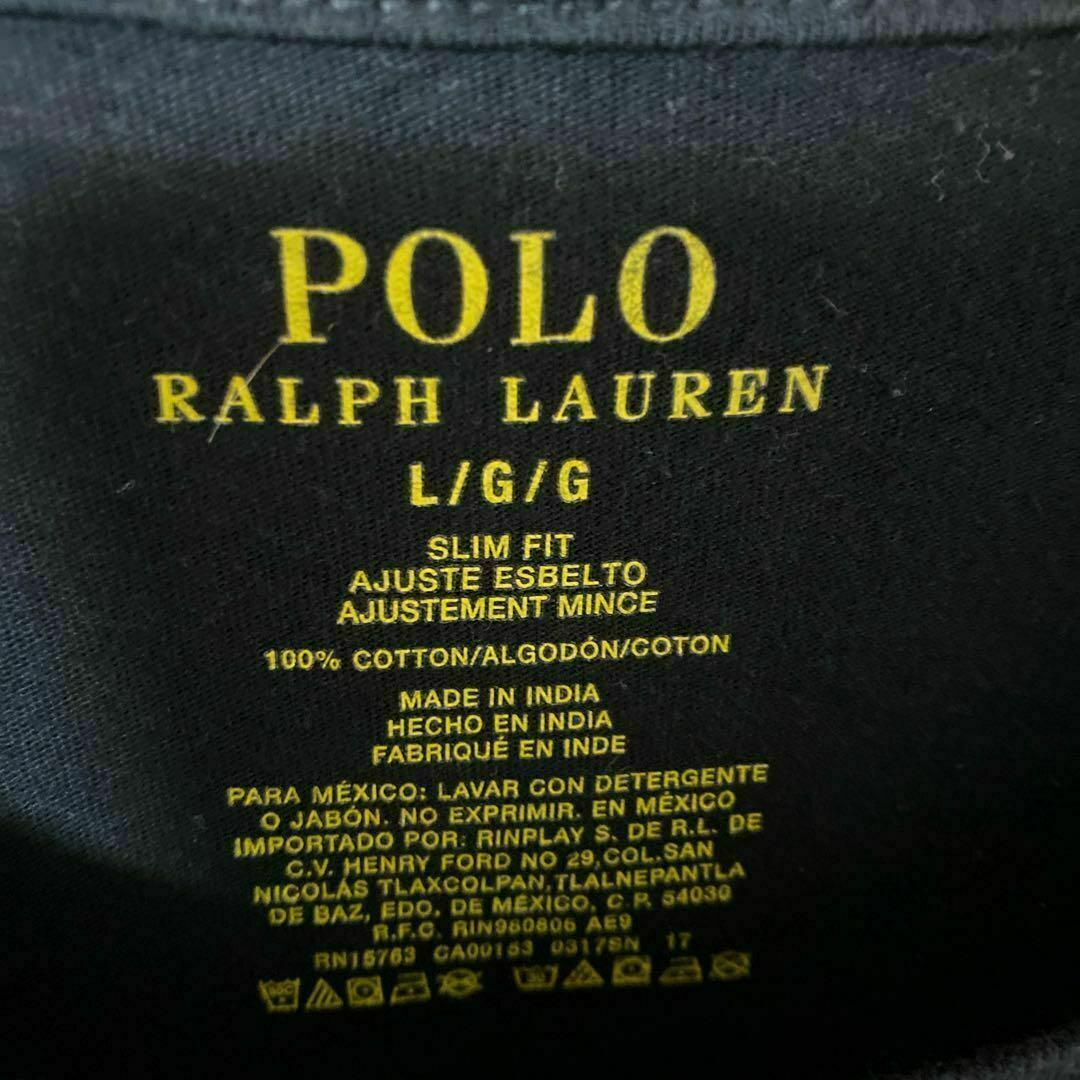 POLO
RALPH LAUREN
L/G/G
SLIM FIT
AJUSTE ESBELTO
AJUSTEMENT MINCE
100% COTTON/ALGODÓN/COTON
MADE IN INDIA
HECHO EN INDIA
FABRIQUÉ EN INDE
PARA MÉXICO: LAVAR CON DETERGENTE
O JABÓN. NO EXPRIMIR. EN MÉXICO
IMPORTADO POR: RINPLAY S. DE R.L. DE
C.V. HENRY FORD NO 29,COL.SAN
NICOLÁS TLAXCOLPAN,TLALNEPANTLA
DE BAZ, EDO. DE MÉXICO, C.P. 54030
R.F.C. RIN980806 AE9
RN15763 CA00153 0317SN 17